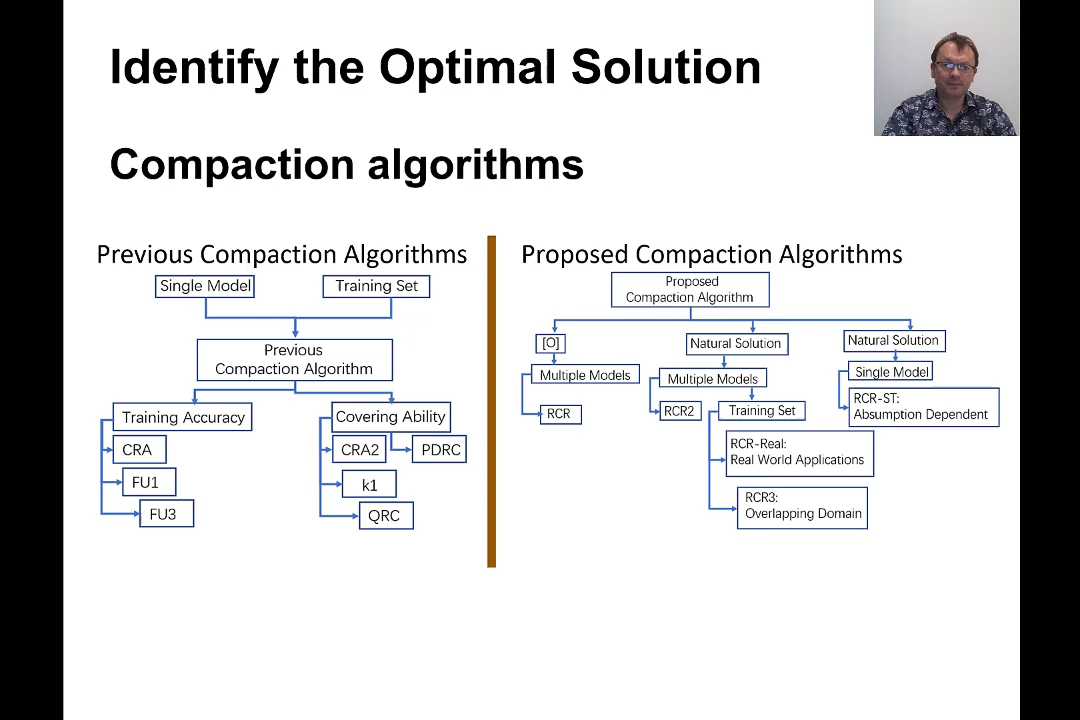 Identify the Optimal Solution
Compaction algorithms
Previous Compaction Algorithms
Single Model
Training Set
Previous
Compaction Algorithm
Training Accuracy
CRA
FU1
FU3
Covering Ability
CRA2
PDRC
k1
QRC
Proposed Compaction Algorithms
Proposed
Compaction Algorithm
[O]
Multiple Models
RCR
Natural Solution
Multiple Models
RCR2
Training Set
RCR-Real:
Real World Applications
RCR3:
Overlapping Domain
Natural Solution
Single Model
RCR-ST:
Absumption Dependent